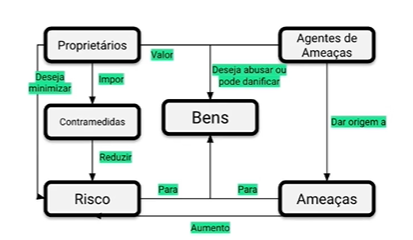 Proprietários
Agentes de
Ameaças
Valor
Deseja
minimizar
Impor
Deseja abusar ou
pode danificar
Contramedidas
Bens
Dar origem a
Reduzir
Risco
Para
Para
Ameaças
Aumento